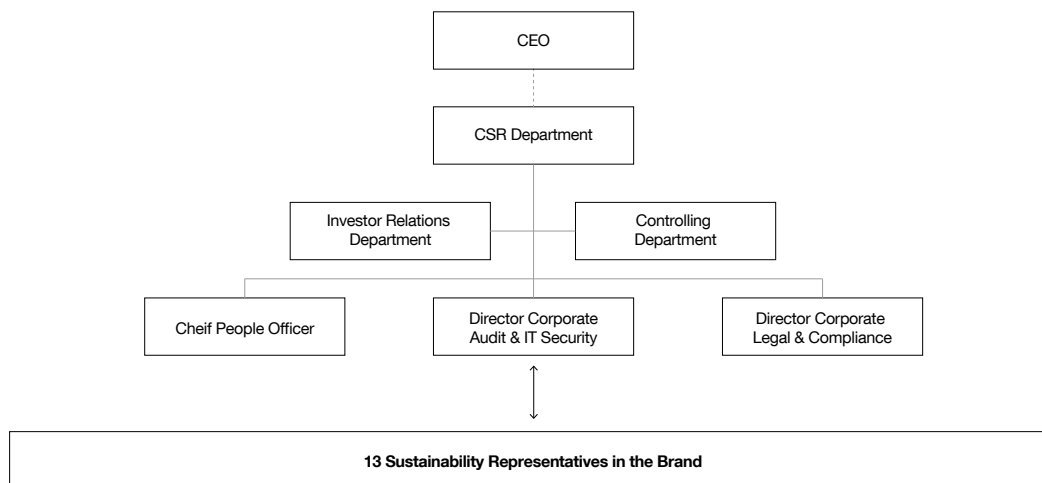 CEO
CSR Department
Investor Relations
Department
Controlling
Department
Cheif People Officer
Director Corporate
Audit & IT Security
Director Corporate
Legal & Compliance
13 Sustainability Representatives in the Brand